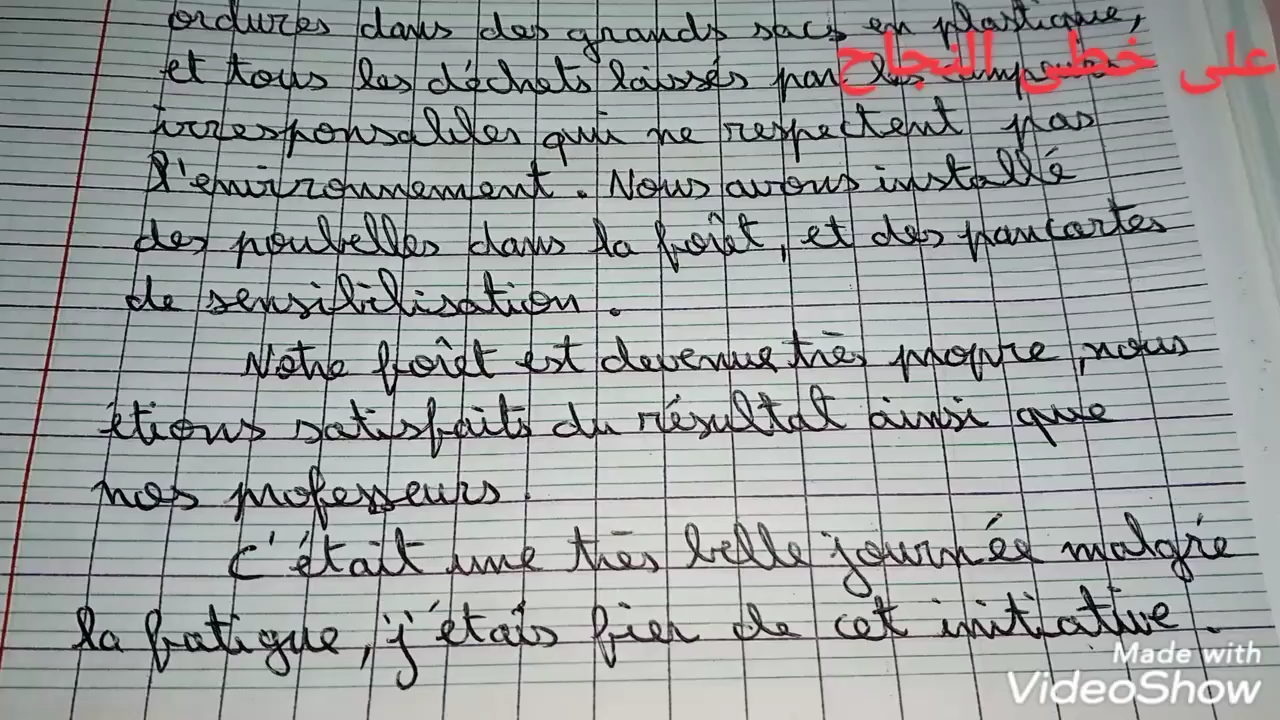 ordures dans des grands sacs en plastique,
على خطى النجاح
et tous les déchets laissés par les
irresponsables qui ne respectent pas
l'environnement. Nous avons installé
des poubelles dans la forêt, et des pancartes
de sensibilisation.
Notre forêt est devenue très propre, nous
étions satisfaits du résultat ainsi que
nos professeurs.
C'était une très belle journée malgré
la fatigue, j'étais fier de cet initiative.
Made with
VideoShow